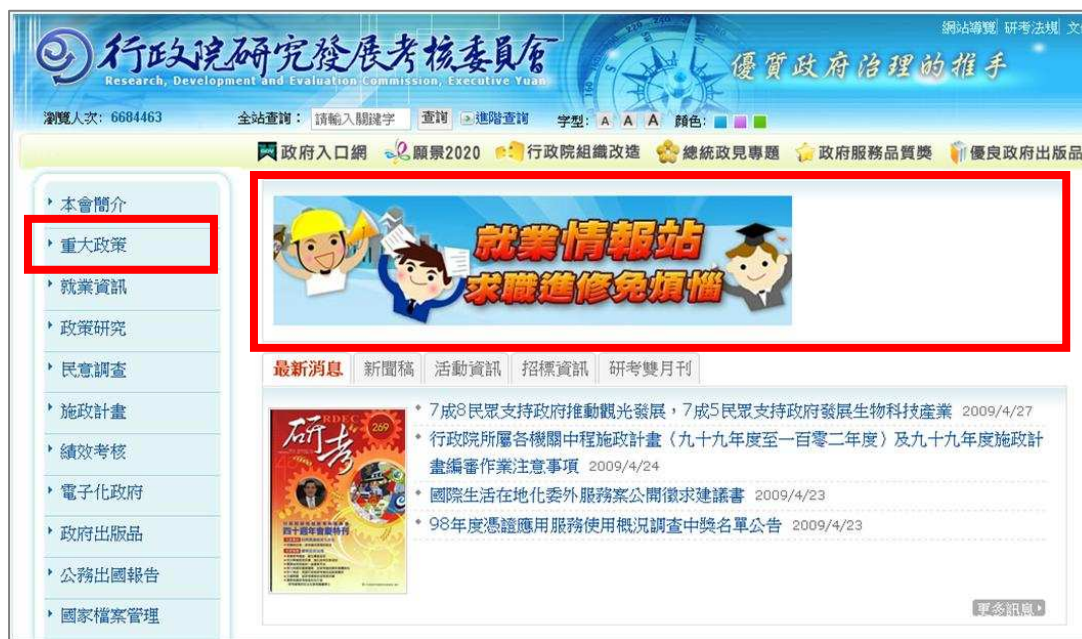 網站導覽 研考法規
行政院研究發展考核委員會
Research, Development and Evaluation Commission, Executive Yuan
優質政府治理的推手
瀏覽人次: 6684463
全站查詢: 請輸入關鍵字 查詢 進階查詢 字型: A A A 顏色:
政府入口網 願景2020 行政院組織改造 總統政見專題 政府服務品質獎 優良政府出版品
本會簡介
重大政策
就業資訊
政策研究
民意調查
施政計畫
績效考核
電子化政府
政府出版品
公務出國報告
國家檔案管理
就業情報站
求職進修免煩惱
最新消息 新聞稿 活動資訊 招標資訊 研考雙月刊
RDEC
研考
269
四十週年會慶特刊
7成8民眾支持政府推動觀光發展,7成5民眾支持政府發展生物科技產業 2009/4/27
行政院所屬各機關中程施政計畫(九十九年度至一百零二年度)及九十九年度施政計
畫編審作業注意事項 2009/4/24
國際生活在地化委外服務案公開徵求建議書 2009/4/23
98年度憑證應用服務使用概況調查中獎名單公告 2009/4/23
更多訊息